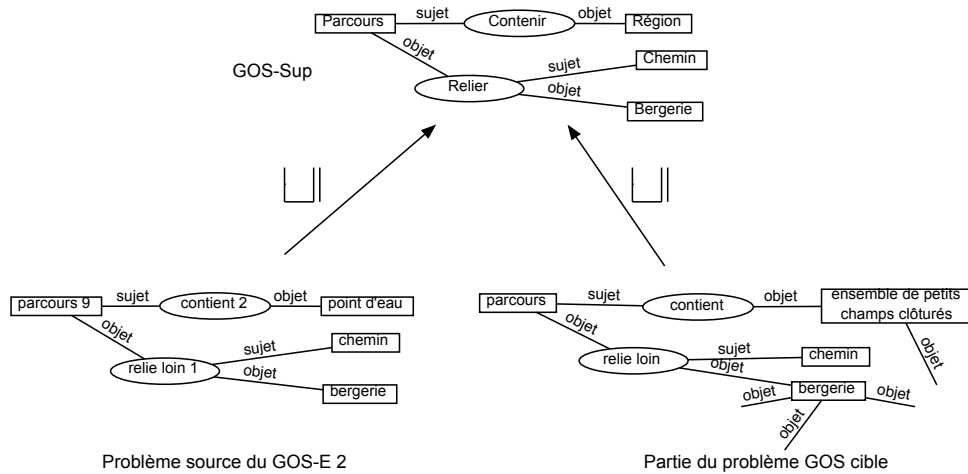 Parcours sujet Contenir objet Région
objet
GOS-Sup
sujet Chemin
Relier
objet
Bergerie
parcours 9 sujet contient 2 objet point d'eau
objet
sujet chemin
relie loin 1
objet
bergerie
Problème source du GOS-E 2
parcours sujet contient objet ensemble de petits
champs clôturés
objet
objet
relie loin sujet chemin
objet
objet bergerie objet
objet
Partie du problème GOS cible